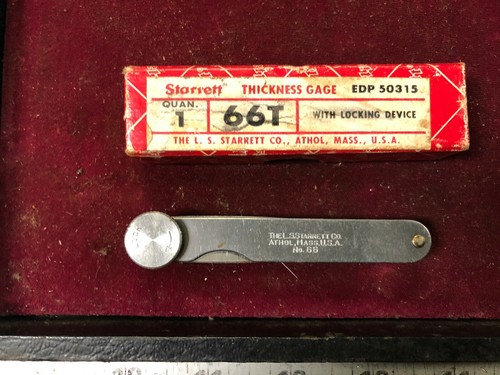 Starrett THICKNESS GAGE EDP 50315
QUAN.
1
66T
WITH LOCKING DEVICE
THE L. S. STARRETT CO., ATHOL, MASS., U.S.A.
THE L.S.STARRETT CO.
ATHOL, MASS.U.S.A.
No.66